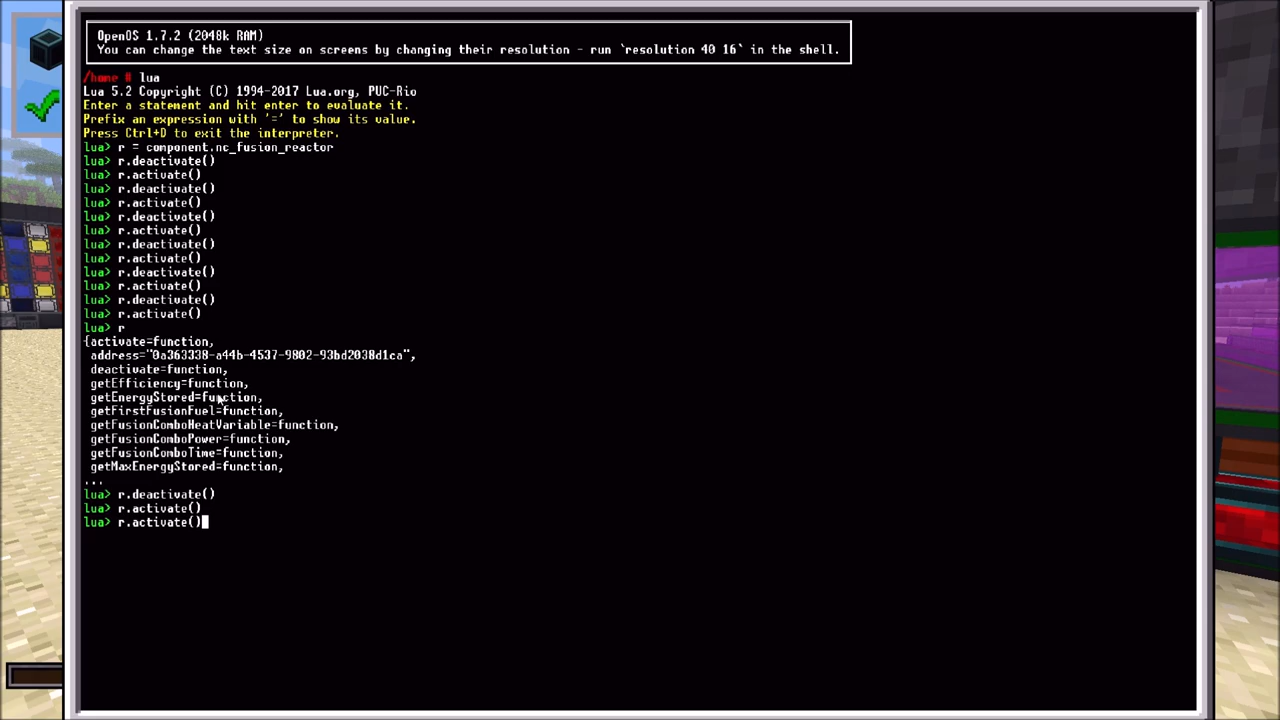 OpenOS 1.7.2 (2048k RAM)
You can change the text size on screens by changing their resolution - run `resolution 40 16` in the shell.
/home # lua
Lua 5.2 Copyright (C) 1994-2017 Lua.org, PUC-Rio
Enter a statement and hit enter to evaluate it.
Prefix an expression with '=' to show its value.
Press Ctrl+D to exit the interpreter.
lua> r = component.nc_fusion_reactor
lua> r.deactivate()
lua> r.activate()
lua> r.deactivate()
lua> r.activate()
lua> r.deactivate()
lua> r.activate()
lua> r.deactivate()
lua> r.activate()
lua> r.deactivate()
lua> r.activate()
lua> r.deactivate()
lua> r.activate()
lua> r
{activate=function,
address="0a363338-a44b-4537-9802-93bd2038d1ca",
deactivate=function,
getEfficiency=function,
getEnergyStored=function,
getFirstFusionFuel=function,
getFusionComboHeatVariable=function,
getFusionComboPower=function,
getFusionComboTime=function,
getMaxEnergyStored=function,
...
lua> r.deactivate()
lua> r.activate()
lua> r.activate()